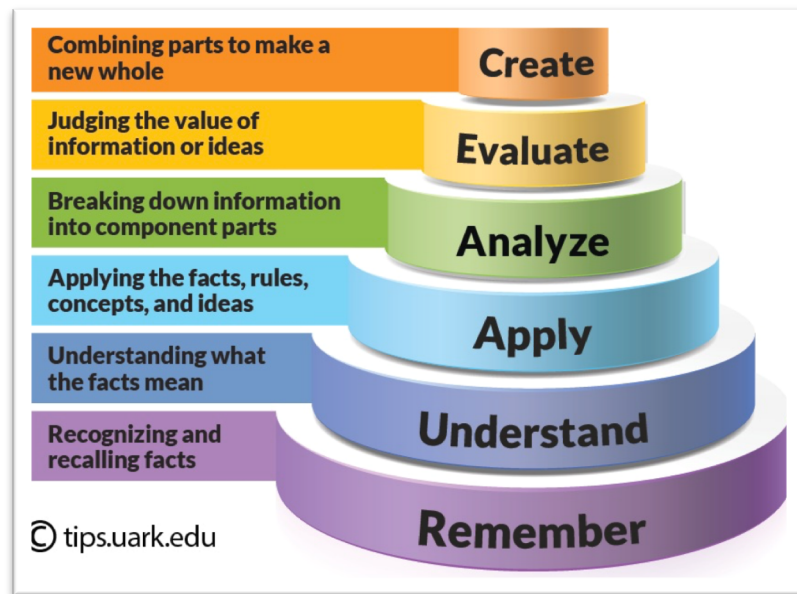 Combining parts to make a
new whole
Create
Judging the value of
information or ideas
Evaluate
Breaking down information
into component parts
Analyze
Applying the facts, rules,
concepts, and ideas
Apply
Understanding what
the facts mean
Understand
Recognizing and
recalling facts
Remember
© tips.uark.edu